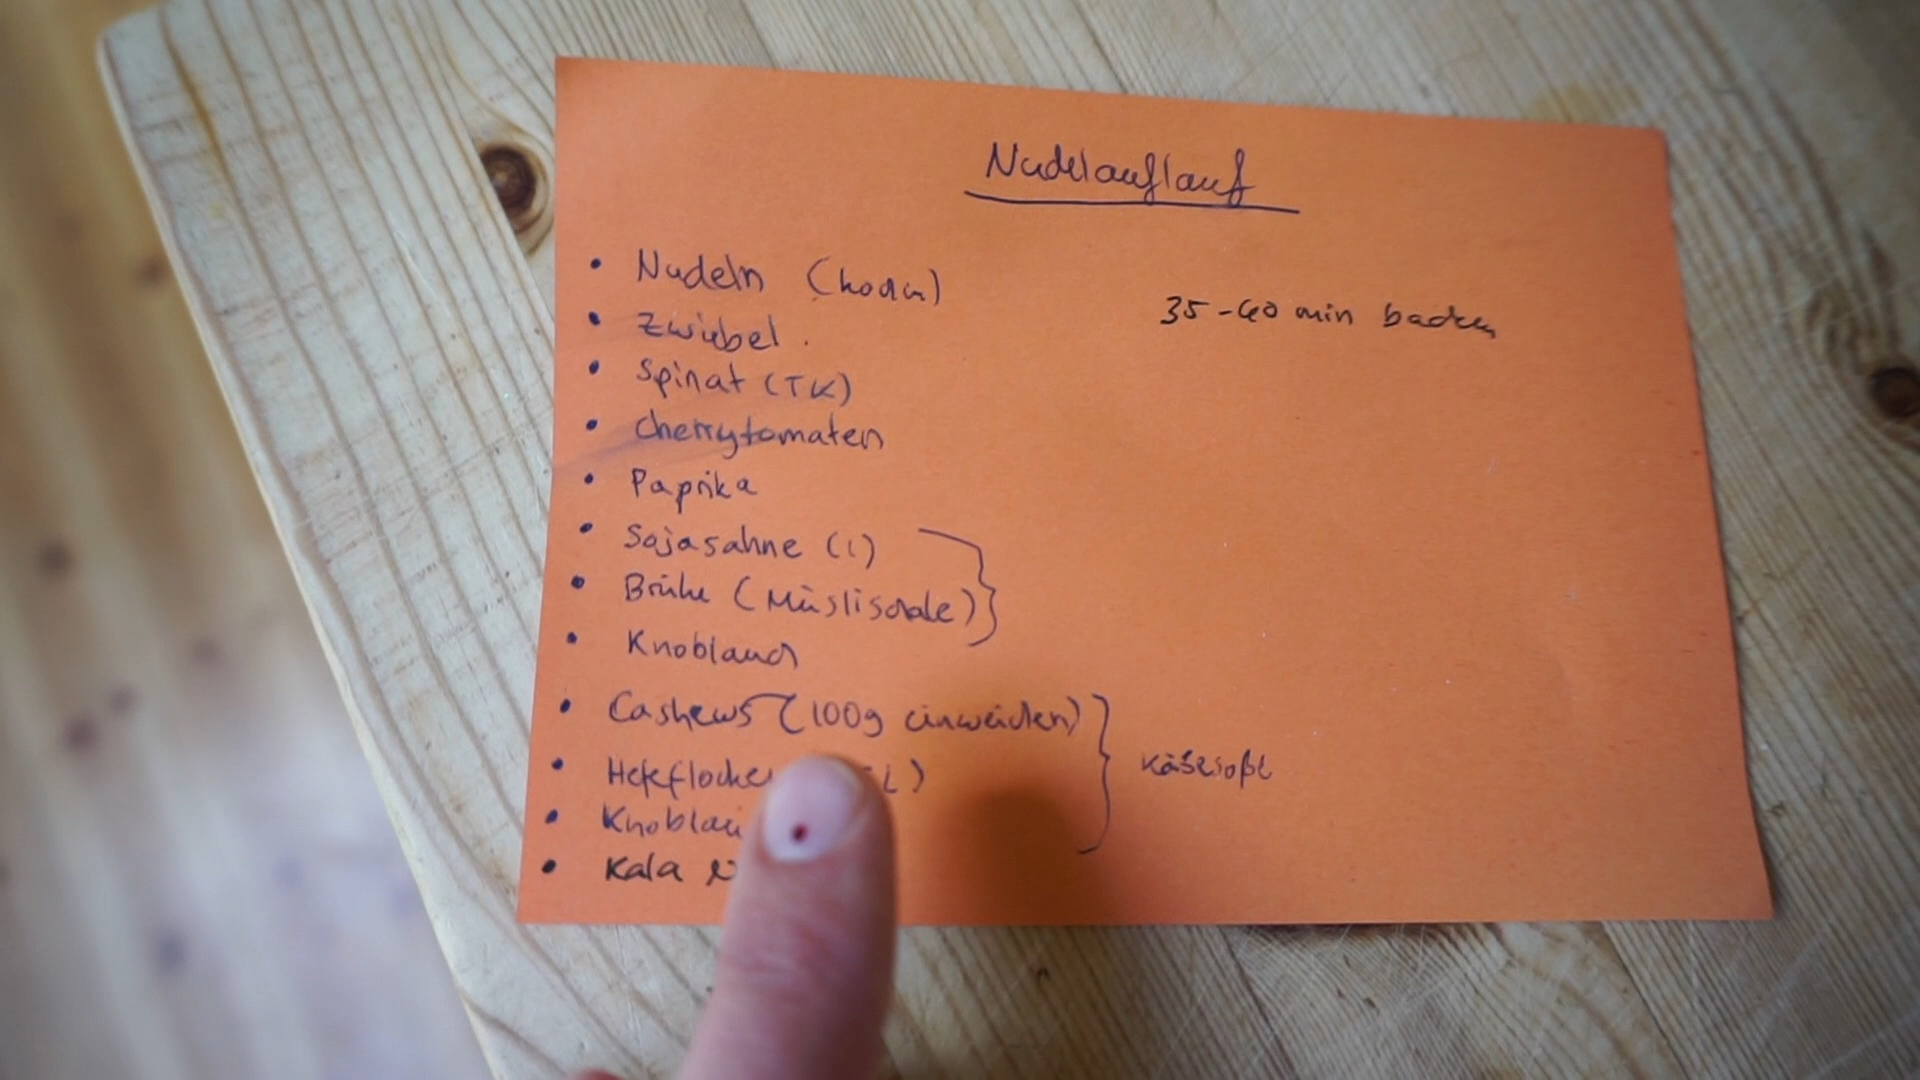 Nudelauflauf
• Nudeln (kochen)
35-40 min backen
• Zwiebel
• Spinat (TK)
• Cherrytomaten
• Paprika
• Sojasahne (1)
• Brühe (Müslischale)
• Knoblauch
• Cashews (100g einweichen)
• Hefeflocken
Käsesoße
•
• Kala